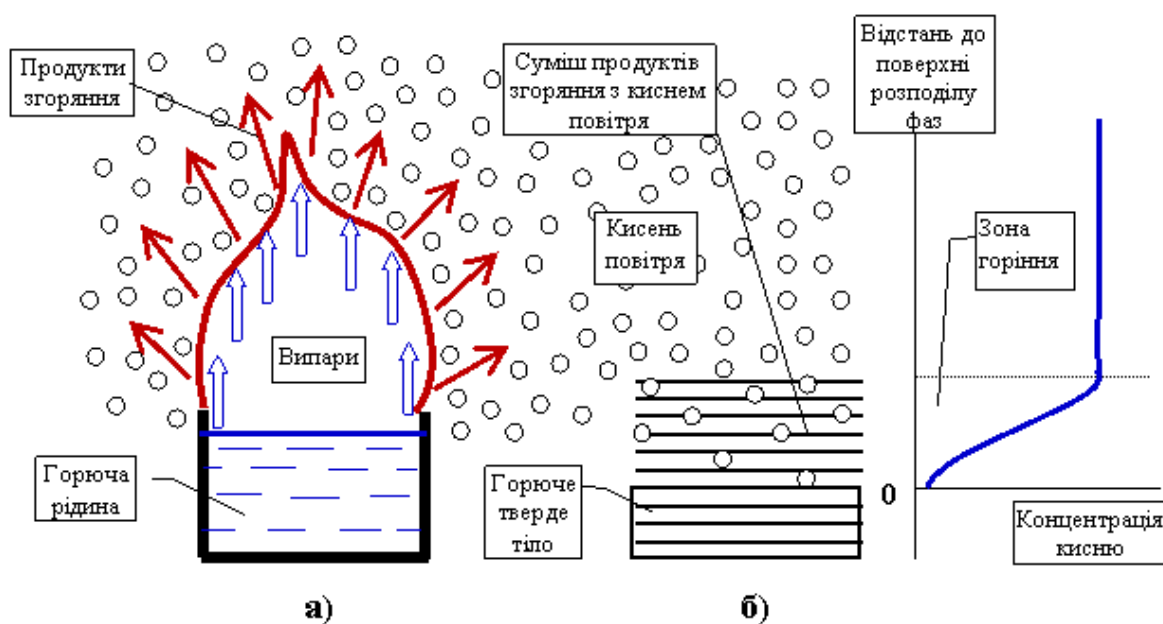 Продукти
згоряння
Суміш продуктів
згоряння з киснем
повітря
Відстань до
поверхні
розподілу
фаз
Кисень
повітря
Зона
горіння
Випари
Горюча
рідина
Горюче
тверде
тіло
0
Концентрація
кисню
а)
б)